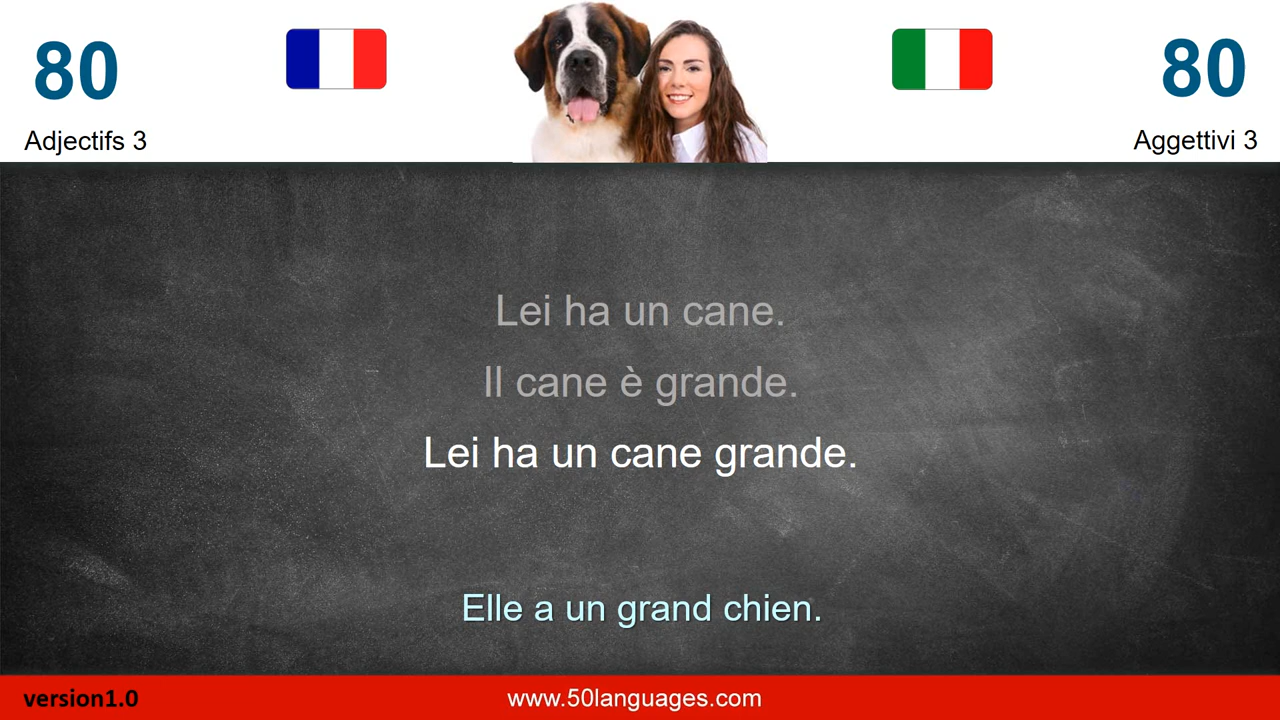 80
80
Adjectifs 3
Aggettivi 3
Lei ha un cane.
Il cane è grande.
Lei ha un cane grande.
Elle a un grand chien.
version1.0
www.50languages.com